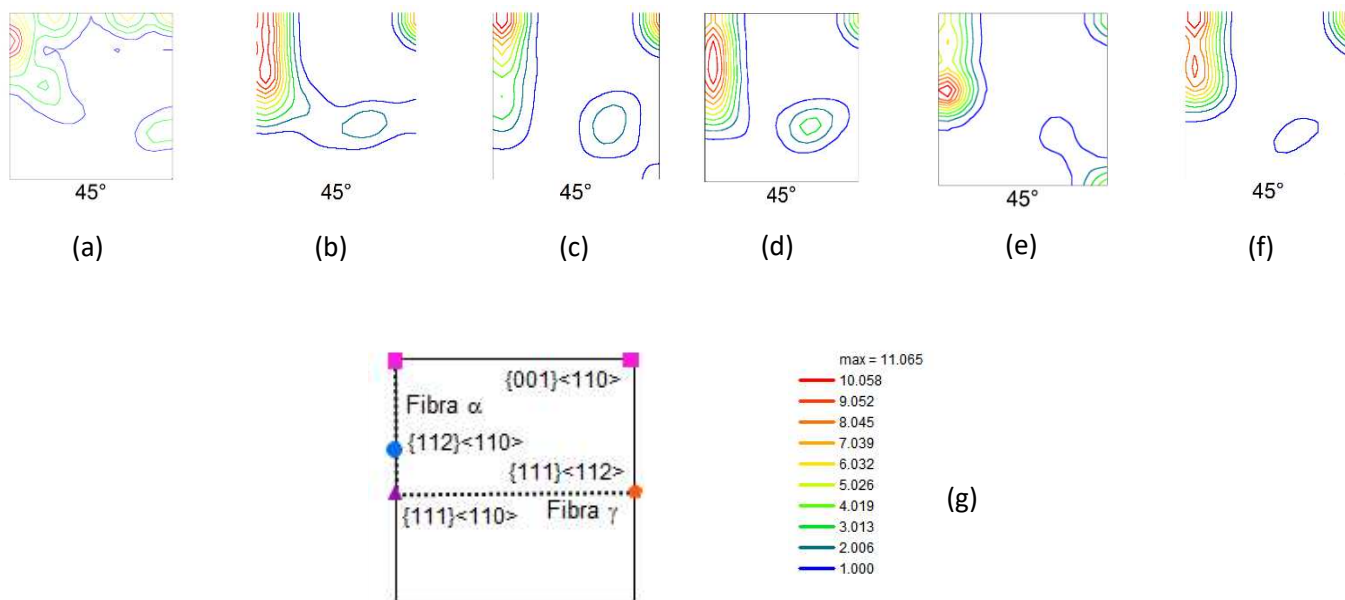 45°
45°
45°
45°
45°
45°
(a)
(b)
(c)
(d)
(e)
(f)
{001}<110>
Fibra α
{112}<110>
{111}<112>
{111}<110>
Fibra γ
max = 11.065
10.058
9.052
8.045
7.039
6.032
5.026
4.019
3.013
2.006
1.000
(g)